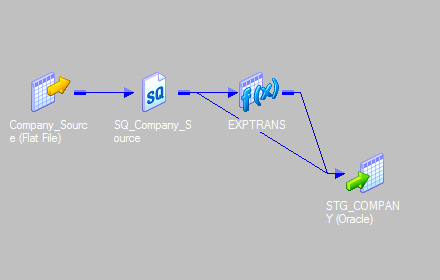 Company_Sourc
e (Flat File)
SQ
SQ_Company_S
ource
f(x)
EXPTRANS
STG_COMPAN
Y (Oracle)